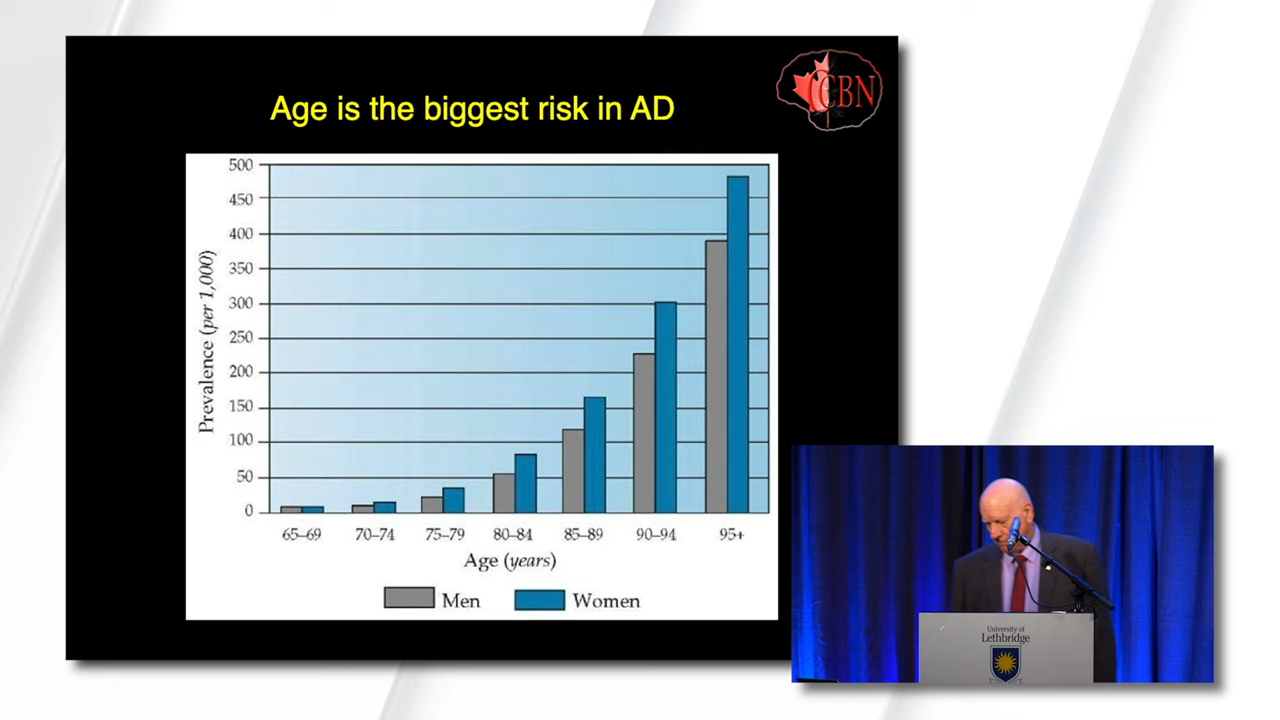 Age is the biggest risk in AD
CCBN
500
450
400
350
300
250
200
150
100
50
0
Prevalence (per 1,000)
65–69 70–74 75–79 80–84 85–89 90–94 95+
Age (years)
Men Women
University of
Lethbridge